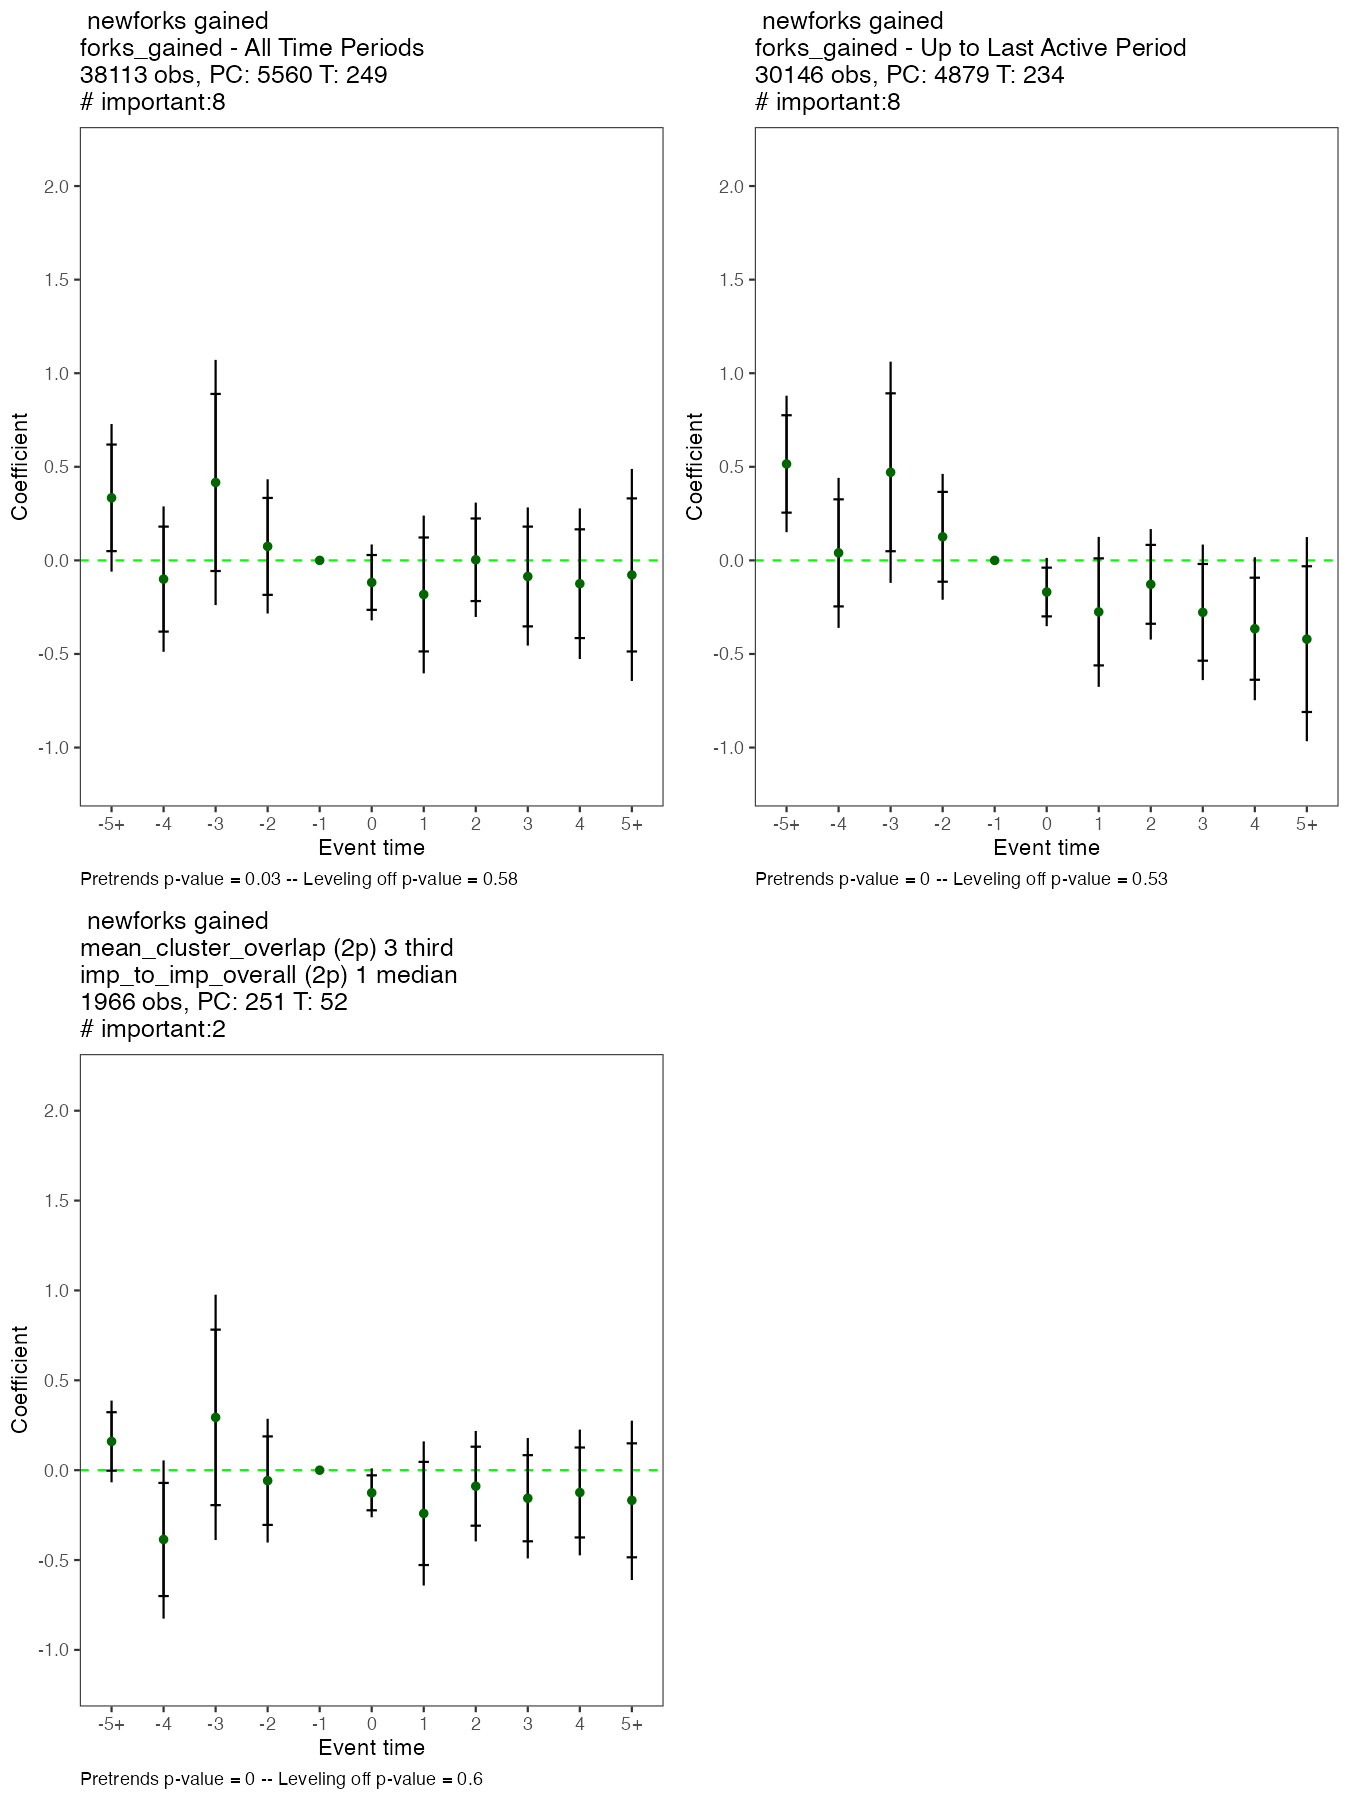 newforks gained
forks_gained - All Time Periods
38113 obs, PC: 5560 T: 249
# important:8
2.0
1.5
1.0
0.5
0.0
-0.5
-1.0
Coefficient
-5+ -4 -3 -2 -1 0 1 2 3 4 5+
Event time
Pretrends p-value = 0.03 -- Leveling off p-value = 0.58
newforks gained
forks_gained - Up to Last Active Period
30146 obs, PC: 4879 T: 234
# important:8
2.0
1.5
1.0
0.5
0.0
-0.5
-1.0
Coefficient
-5+ -4 -3 -2 -1 0 1 2 3 4 5+
Event time
Pretrends p-value = 0 -- Leveling off p-value = 0.53
newforks gained
mean_cluster_overlap (2p) 3 third
imp_to_imp_overall (2p) 1 median
1966 obs, PC: 251 T: 52
# important:2
2.0
1.5
1.0
0.5
0.0
-0.5
-1.0
Coefficient
-5+ -4 -3 -2 -1 0 1 2 3 4 5+
Event time
Pretrends p-value = 0 -- Leveling off p-value = 0.6